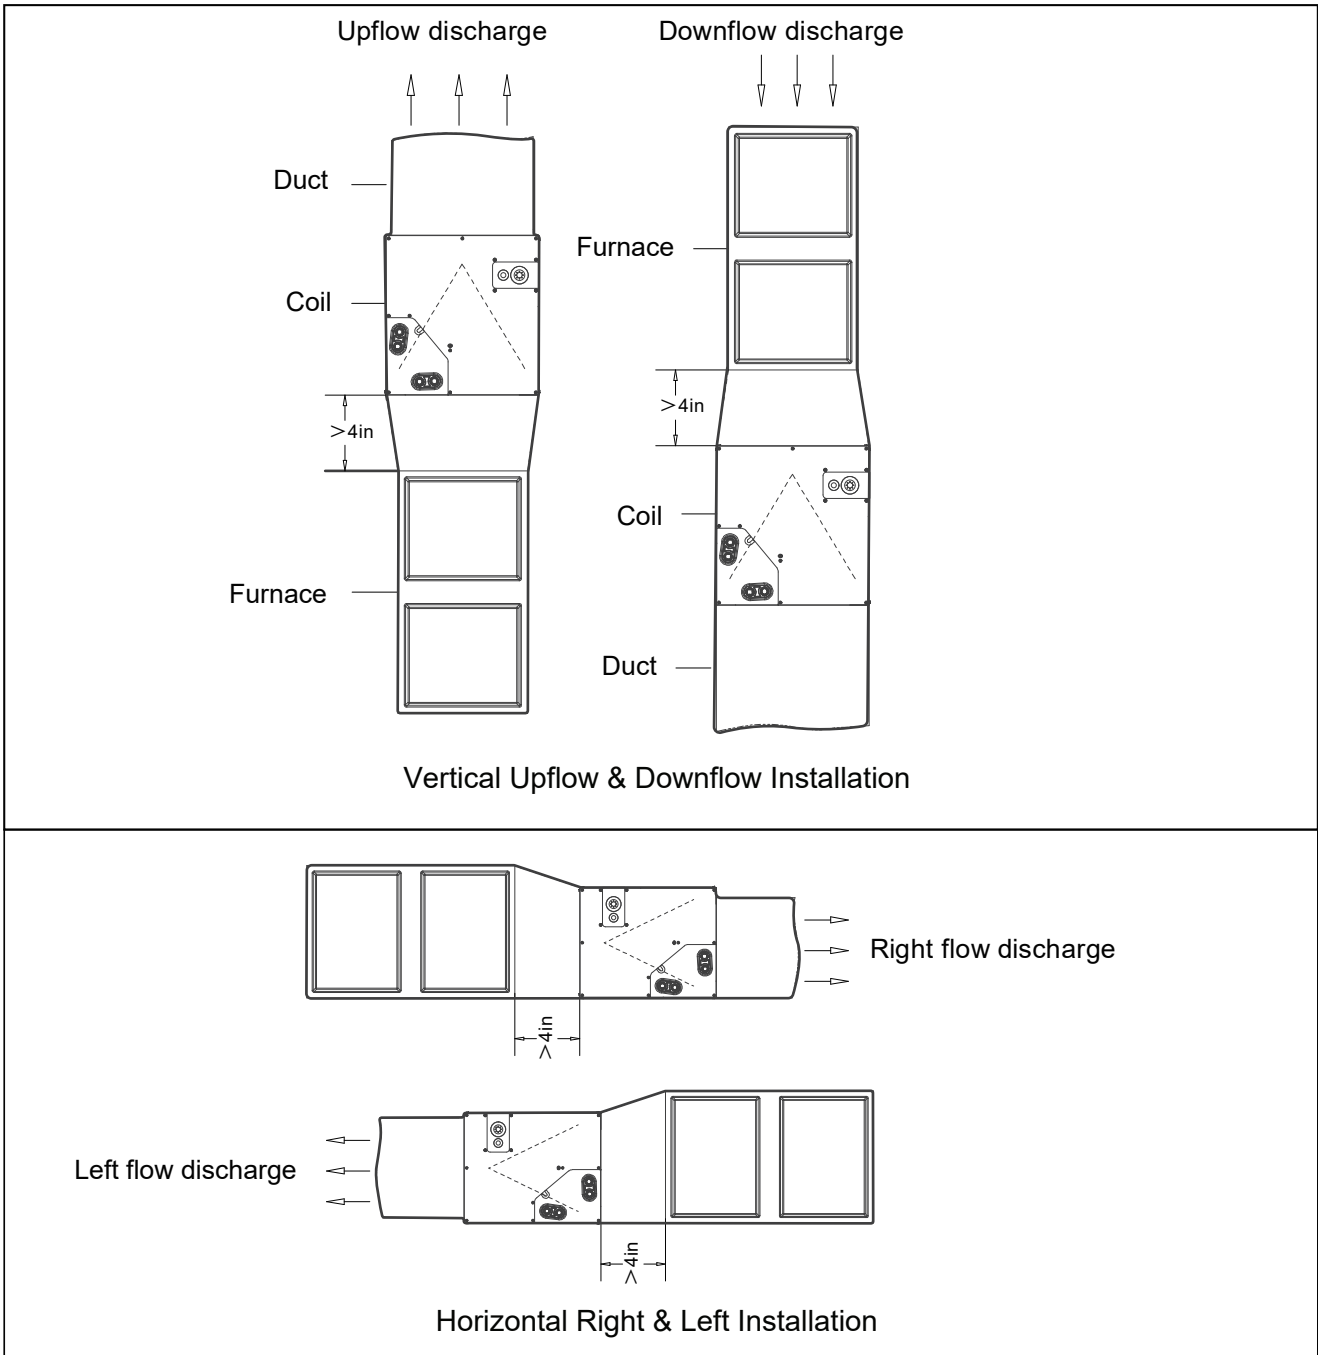 Upflow discharge
Downflow discharge
Duct
Furnace
Coil
>4in
>4in
Coil
Furnace
Duct
Vertical Upflow & Downflow Installation
Right flow discharge
>4in
Left flow discharge
>4in
Horizontal Right & Left Installation